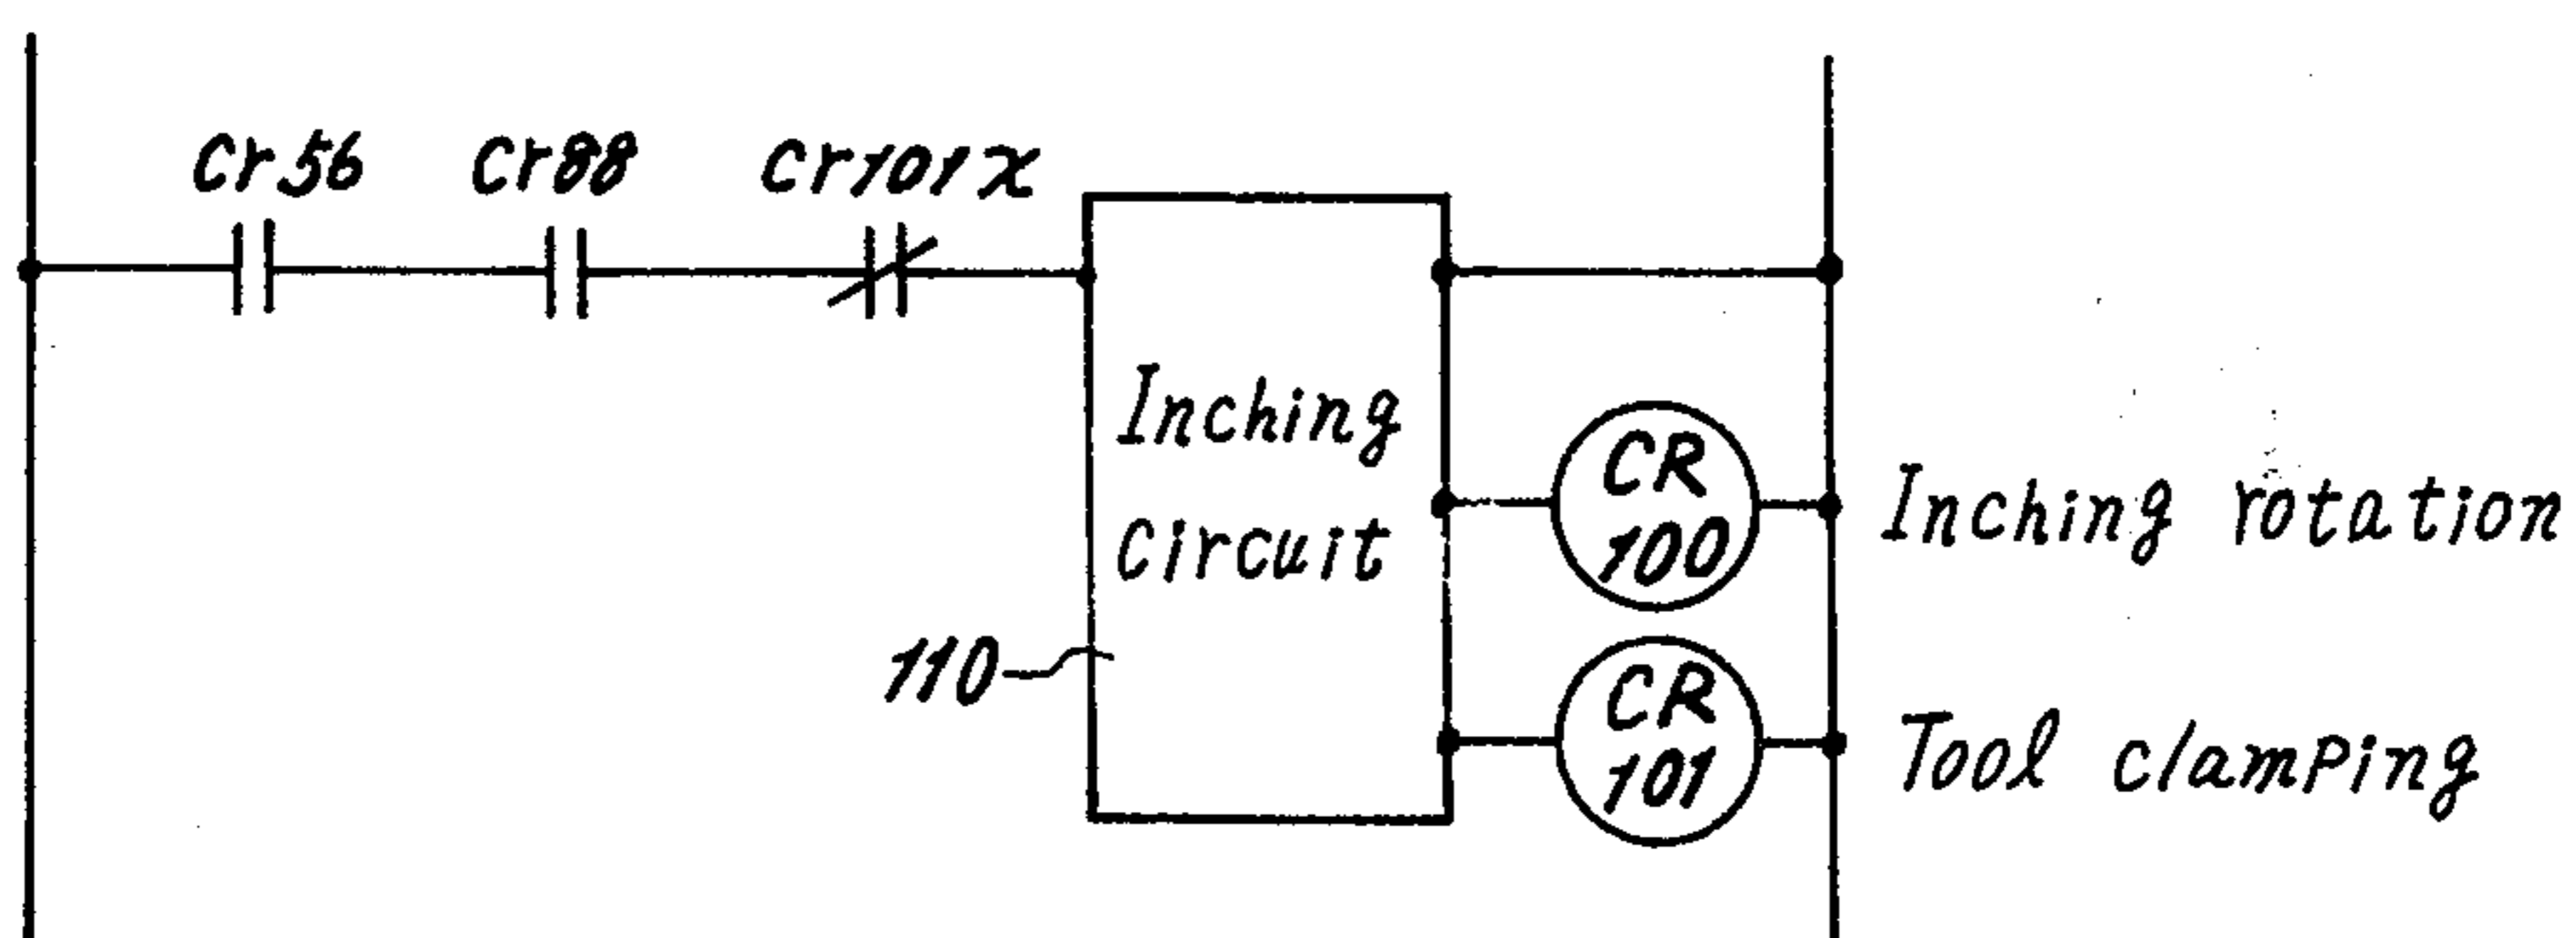 cr56 cr88 cr101x
Inching
Circuit
110
CR
100
Inching rotation
CR
101
Tool clamping